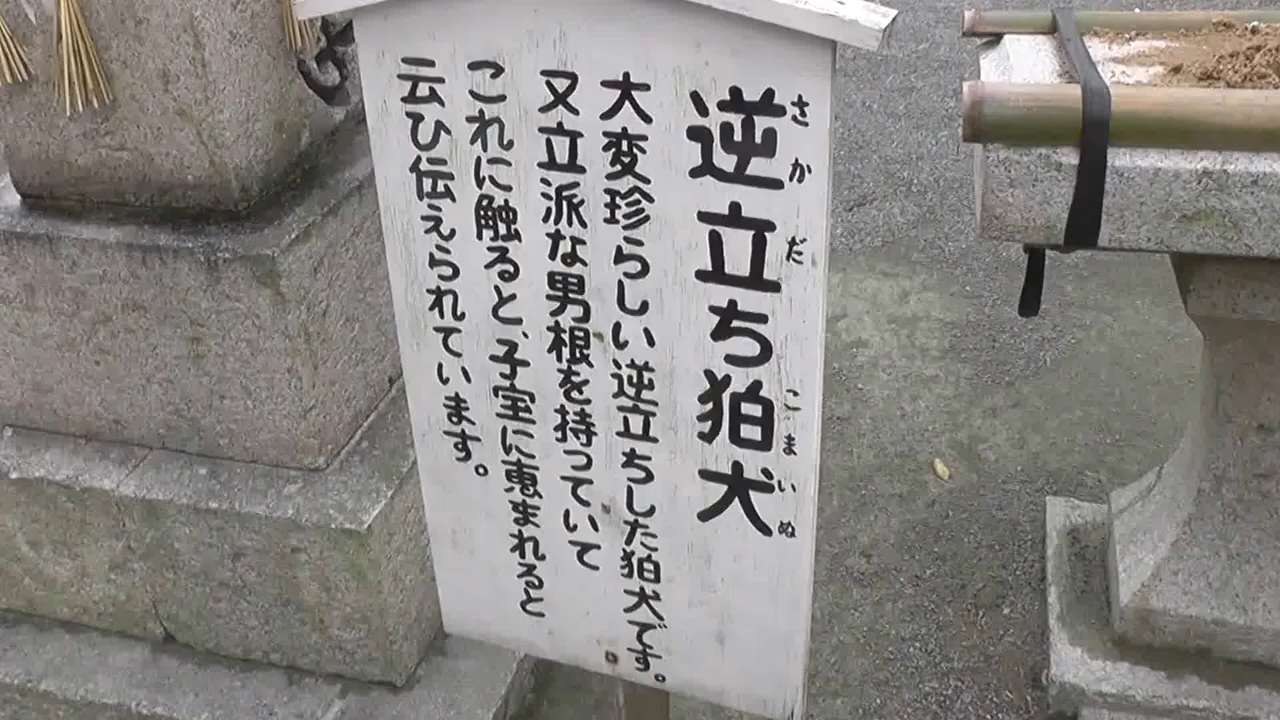 逆立ち狛犬
さかだ
こまいぬ
大変珍らしい逆立ちした狛犬です。
又立派な男根を持っていて
これに触ると、子宝に恵まれると
云ひ伝えられています。